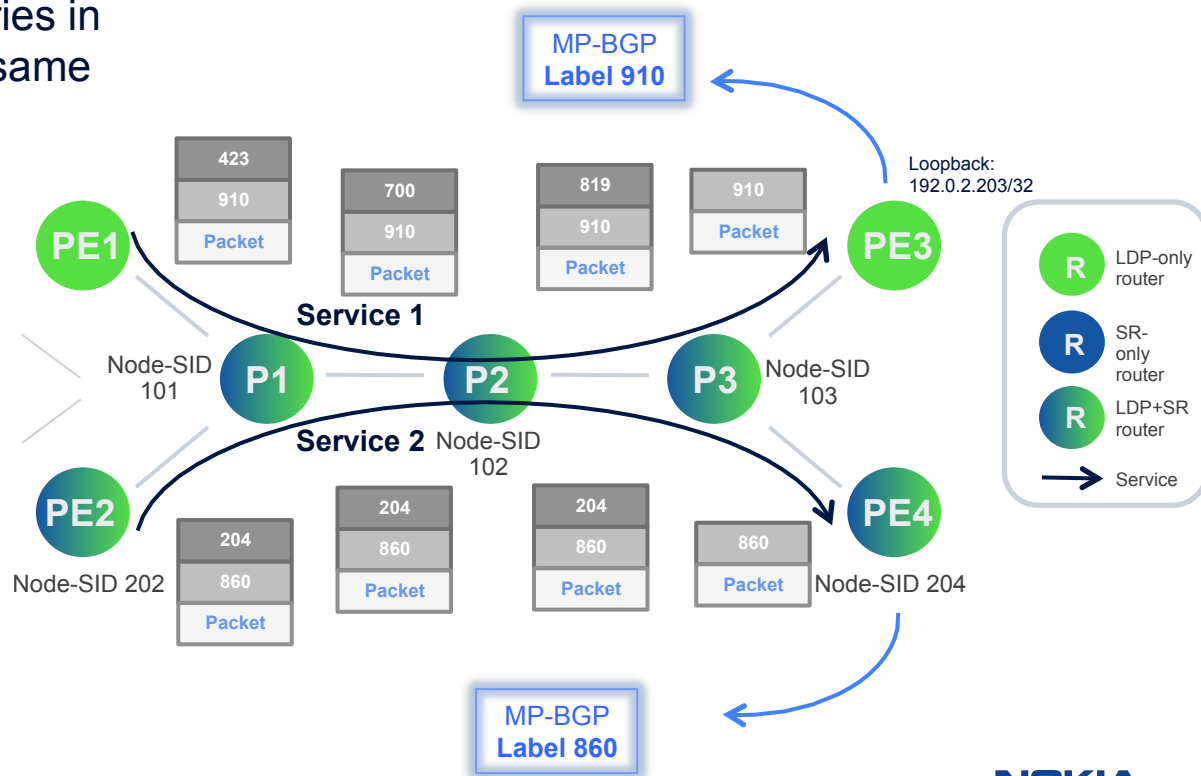 ries in
same
MP-BGP
Label 910
423
910
Packet
700
910
Packet
819
910
Packet
910
Packet
Loopback:
192.0.2.203/32
PE1
PE3
Service 1
Node-SID
101
P1
P2
P3
Node-SID
103
Service 2
Node-SID
102
PE2
Node-SID 202
204
860
Packet
204
860
Packet
204
860
Packet
860
Packet
PE4
Node-SID 204
MP-BGP
Label 860
R
LDP-only
router
R
SR-
only
router
R
LDP+SR
router
Service
NOKIA